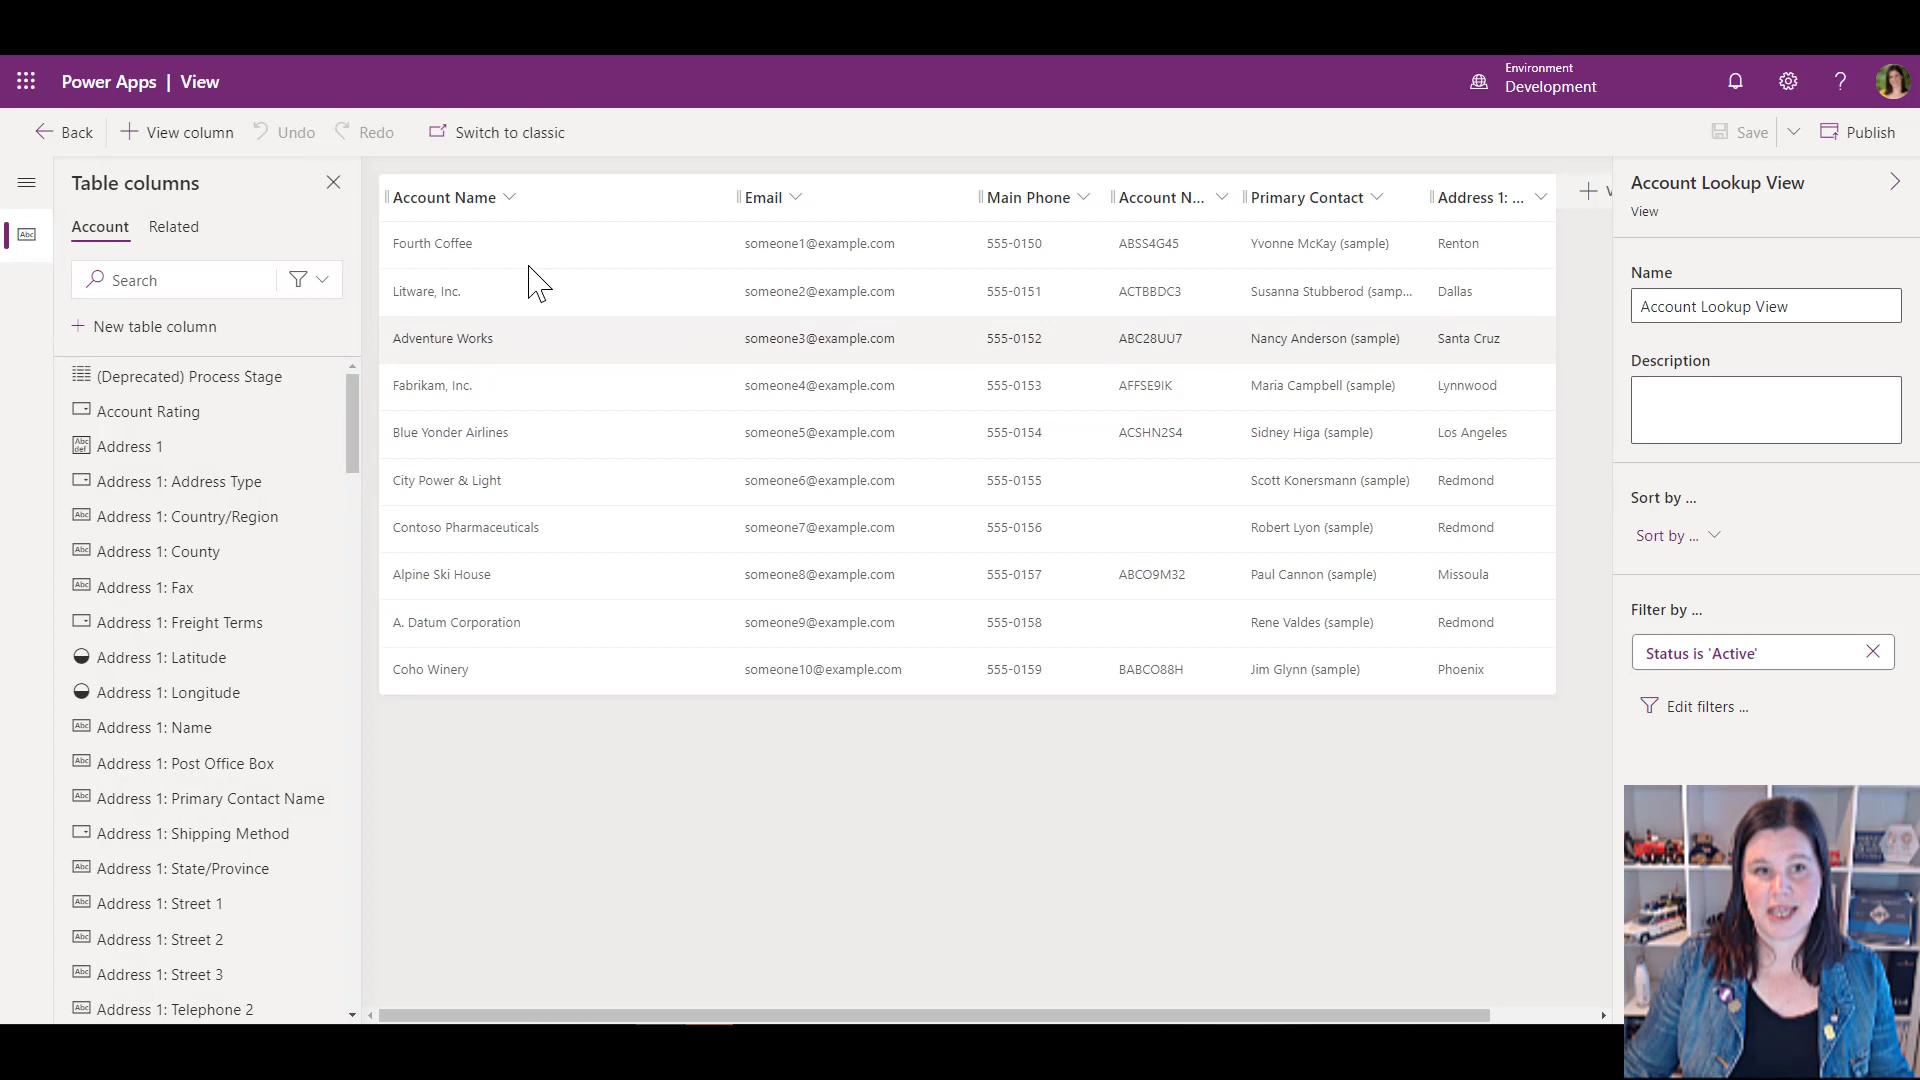 Power Apps | View
Environment
Development
Back
View column
Undo
Redo
Switch to classic
Save
Publish
Table columns
Account
Related
Search
New table column
(Deprecated) Process Stage
Account Rating
Address 1
Address 1: Address Type
Address 1: Country/Region
Address 1: County
Address 1: Fax
Address 1: Freight Terms
Address 1: Latitude
Address 1: Longitude
Address 1: Name
Address 1: Post Office Box
Address 1: Primary Contact Name
Address 1: Shipping Method
Address 1: State/Province
Address 1: Street 1
Address 1: Street 2
Address 1: Street 3
Address 1: Telephone 2
Account Name Email Main Phone Account N... Primary Contact Address 1: ...
Fourth Coffee someone1@example.com 555-0150 ABSS4G45 Yvonne McKay (sample) Renton
Litware, Inc. someone2@example.com 555-0151 ACTBBDC3 Susanna Stubberod (samp... Dallas
Adventure Works someone3@example.com 555-0152 ABC28UU7 Nancy Anderson (sample) Santa Cruz
Fabrikam, Inc. someone4@example.com 555-0153 AFFSE9IK Maria Campbell (sample) Lynnwood
Blue Yonder Airlines someone5@example.com 555-0154 ACSHN2S4 Sidney Higa (sample) Los Angeles
City Power & Light someone6@example.com 555-0155 Scott Konersmann (sample) Redmond
Contoso Pharmaceuticals someone7@example.com 555-0156 Robert Lyon (sample) Redmond
Alpine Ski House someone8@example.com 555-0157 ABCO9M32 Paul Cannon (sample) Missoula
A. Datum Corporation someone9@example.com 555-0158 Rene Valdes (sample) Redmond
Coho Winery someone10@example.com 555-0159 BABCO88H Jim Glynn (sample) Phoenix
Account Lookup View
View
Name
Account Lookup View
Description
Sort by ...
Sort by ...
Filter by ...
Status is 'Active'
Edit filters ...